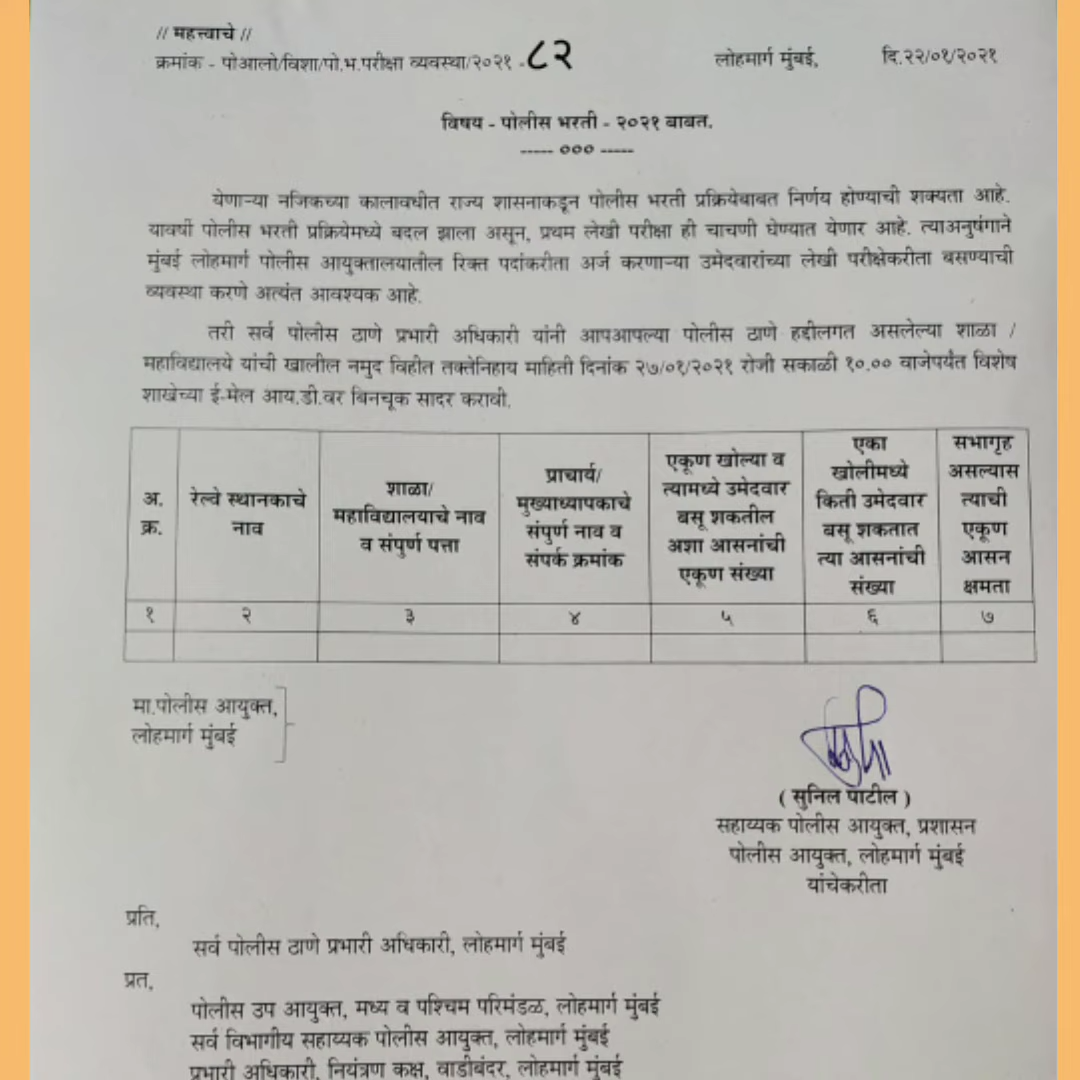 // महत्त्वाचे //
क्रमांक - पोआलो/विशा/पो.भ.परीक्षा व्यवस्था/२०२१ - ८२ लोहमार्ग मुंबई, दि.२२/०१/२०२१
विषय - पोलीस भरती - २०२१ बाबत.
----- ००० -----
येणाऱ्या नजिकच्या कालावधीत राज्य शासनाकडून पोलीस भरती प्रक्रियेबाबत निर्णय होण्याची शक्यता आहे.
यावर्षी पोलीस भरती प्रक्रियेमध्ये बदल झाला असून, प्रथम लेखी परीक्षा ही चाचणी घेण्यात येणार आहे. त्याअनुषंगाने
मुंबई लोहमार्ग पोलीस आयुक्तालयातील रिक्त पदांकरीता अर्ज करणाऱ्या उमेदवारांच्या लेखी परीक्षेकरीता बसण्याची
व्यवस्था करणे अत्यंत आवश्यक आहे.
तरी सर्व पोलीस ठाणे प्रभारी अधिकारी यांनी आपआपल्या पोलीस ठाणे हद्दीलगत असलेल्या शाळा /
महाविद्यालये यांची खालील नमुद विहीत तक्तेनिहाय माहिती दिनांक २७/०१/२०२१ रोजी सकाळी १०.०० वाजेपर्यंत विशेष
शाखेच्या ई-मेल आय.डी.वर बिनचूक सादर करावी.
अ.
क्र.
रेल्वे स्थानकाचे
नाव
शाळा/
महाविद्यालयाचे नाव
व संपुर्ण पत्ता
प्राचार्य/
मुख्याध्यापकाचे
संपुर्ण नाव व
संपर्क क्रमांक
एकूण खोल्या व
त्यामध्ये उमेदवार
बसू शकतील
अशा आसनांची
एकूण संख्या
एका
खोलीमध्ये
किती उमेदवार
बसू शकतात
त्या आसनांची
संख्या
सभागृह
असल्यास
त्याची
एकूण
आसन
क्षमता
१ २ ३ ४ ५ ६ ७
मा.पोलीस आयुक्त,
लोहमार्ग मुंबई
( सुनिल पाटील )
सहाय्यक पोलीस आयुक्त, प्रशासन
पोलीस आयुक्त, लोहमार्ग मुंबई
यांचेकरीता
प्रति,
सर्व पोलीस ठाणे प्रभारी अधिकारी, लोहमार्ग मुंबई
प्रत,
पोलीस उप आयुक्त, मध्य व पश्चिम परिमंडळ, लोहमार्ग मुंबई
सर्व विभागीय सहाय्यक पोलीस आयुक्त, लोहमार्ग मुंबई
प्रभारी अधिकारी, नियंत्रण कक्ष, वाडीबंदर, लोहमार्ग मुंबई